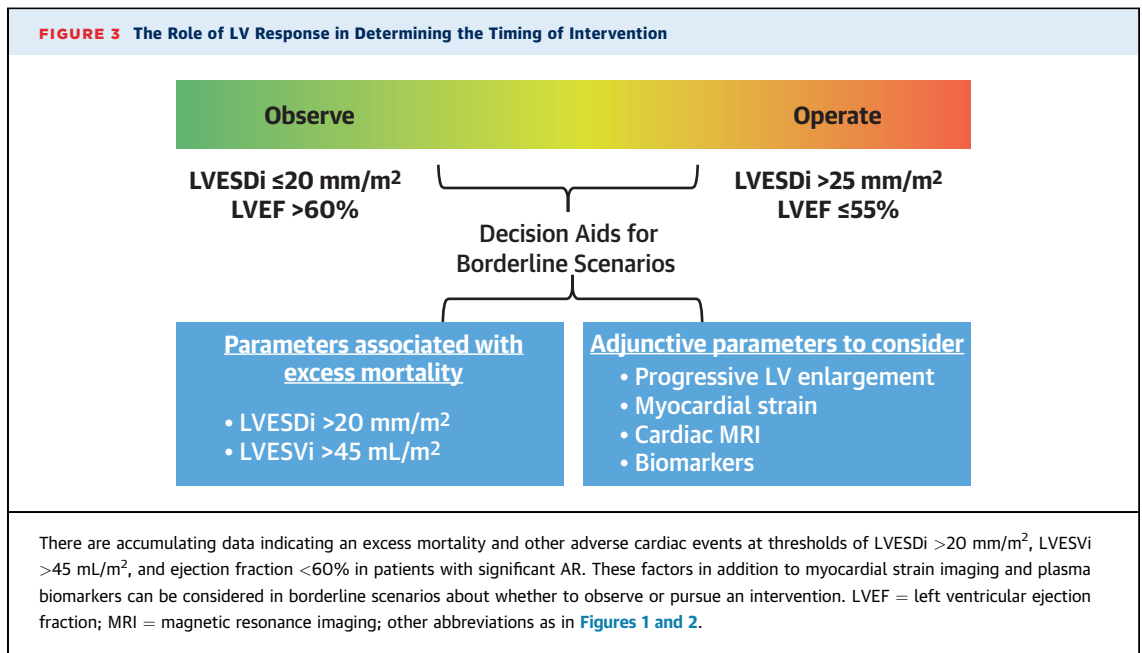 FIGURE 3 The Role of LV Response in Determining the Timing of Intervention
Observe
Operate
LVESDi ≤20 mm/m²
LVEF >60%
LVESDi >25 mm/m²
LVEF ≤55%
Decision Aids for
Borderline Scenarios
Parameters associated with
excess mortality
• LVESDi >20 mm/m²
• LVESVi >45 mL/m²
Adjunctive parameters to consider
• Progressive LV enlargement
• Myocardial strain
• Cardiac MRI
• Biomarkers
There are accumulating data indicating an excess mortality and other adverse cardiac events at thresholds of LVESDi >20 mm/m², LVESVi
>45 mL/m², and ejection fraction <60% in patients with significant AR. These factors in addition to myocardial strain imaging and plasma
biomarkers can be considered in borderline scenarios about whether to observe or pursue an intervention. LVEF = left ventricular ejection
fraction; MRI = magnetic resonance imaging; other abbreviations as in Figures 1 and 2.